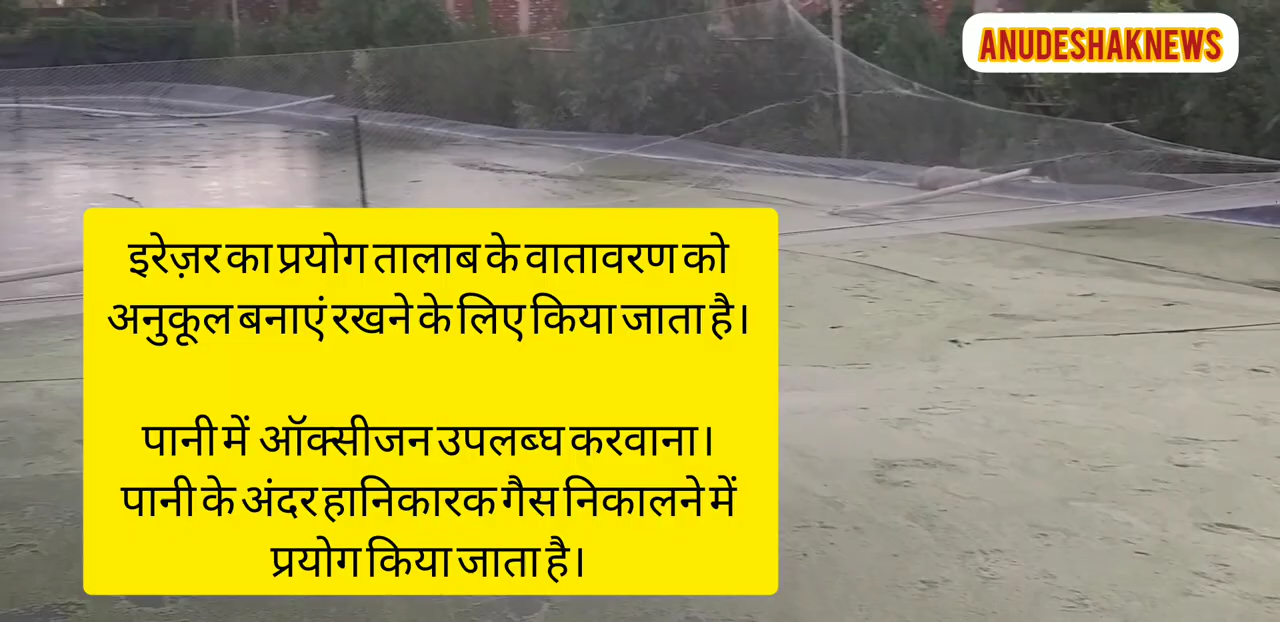 ANUDESHAKNEWS
इरेज़र का प्रयोग तालाब के वातावरण को
अनुकूल बनाएं रखने के लिए किया जाता है।
पानी में ऑक्सीजन उपलब्घ करवाना।
पानी के अंदर हानिकारक गैस निकालने में
प्रयोग किया जाता है।